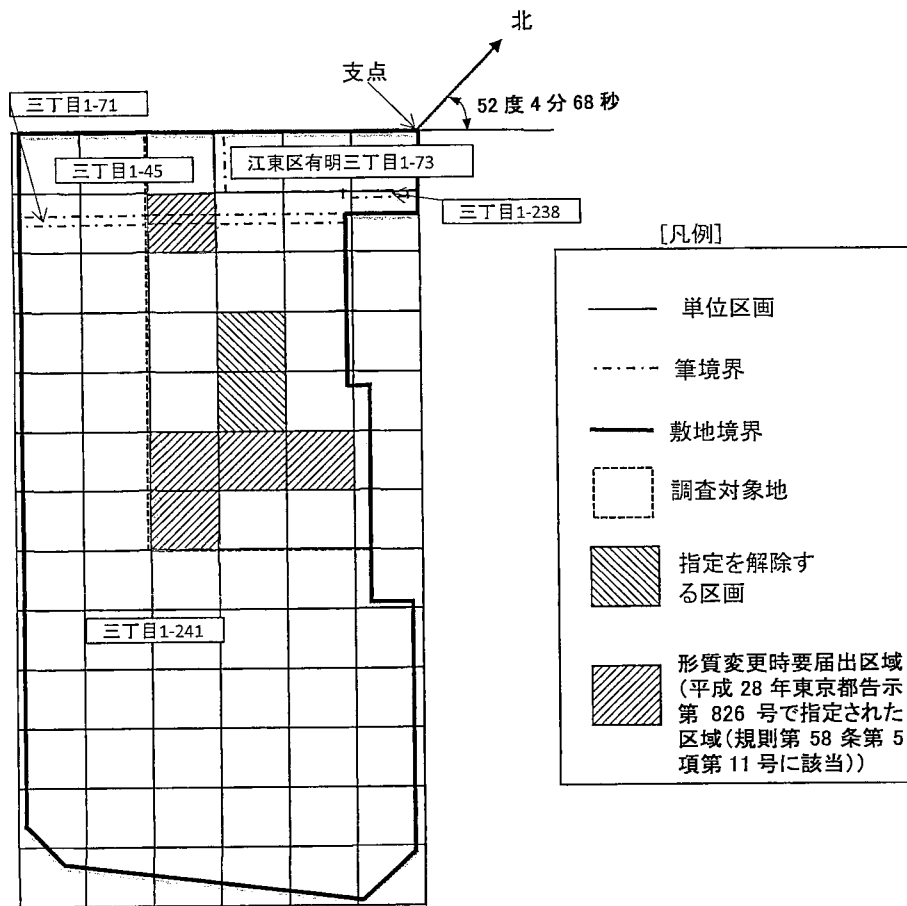 北
支点
52度4分68秒
三丁目1-71
三丁目1-45
江東区有明三丁目1-73
三丁目1-238
[凡例]
単位区画
筆境界
敷地境界
調査対象地
指定を解除す
る区画
三丁目1-241
形質変更時要届出区域
(平成 28 年東京都告示
第 826 号で指定された
区域(規則第 58 条第 5
項第 11 号に該当))